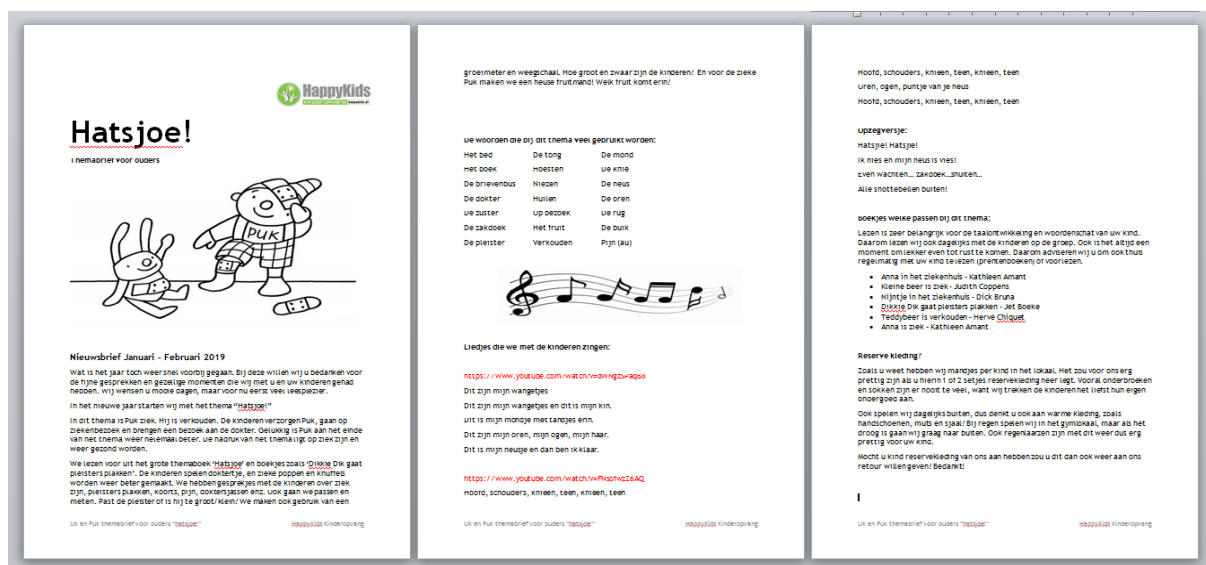 HappyKids
kinderopvang happykids.nl
Hatsjoe!
Themabrief voor ouders
PUK
Nieuwsbrief Januari - Februari 2019
Wat is het jaar toch weer snel voorbij gegaan. Bij deze willen wij u bedanken voor
de fijne gesprekken en gezellige momenten die wij met u en uw kinderen gehad
hebben. Wij wensen u mooie dagen, maar voor nu eerst veel leesplezier.
In het nieuwe jaar starten wij met het thema "Hatsjoe!"
In dit thema is Puk ziek. Hij is verkouden. De kinderen verzorgen Puk, gaan op
ziekenbezoek en brengen een bezoek aan de dokter. Gelukkig is Puk aan het einde
van het thema weer helemaal beter. De nadruk van het thema ligt op ziek zijn en
weer gezond worden.
We lezen voor uit het grote themaboek 'Hatsjoe' en boekjes zoals 'Dikkie Dik gaat
pleisters plakken'. De kinderen spelen doktertje, en zieke poppen en knuffels
worden weer beter gemaakt. We hebben gesprekjes met de kinderen over ziek
zijn, pleisters plakken, koorts, pijn, doktersjassen enz. Ook gaan we passen en
meten. Past de pleister of is hij te groot/klein? We maken ook gebruik van een
Uk en Puk themabrief voor ouders "hatsjoe!" HappyKids Kinderopvang
groeimeter en weegschaal. Hoe groot en zwaar zijn de kinderen? En voor de zieke
Puk maken we een heuse fruitmand! Welk fruit komt erin?
De woorden die bij dit thema veel gebruikt worden:
Het bed De tong De mond
Het boek Hoesten De knie
De brievenbus Niezen De neus
De dokter Huilen De oren
De zuster Op bezoek De rug
De zakdoek Het fruit De buik
De pleister Verkouden Pijn (au)
Liedjes die we met de kinderen zingen:
Dit zijn mijn wangetjes
Dit zijn mijn wangetjes en dit is mijn kin.
Dit is mijn mondje met tandjes erin.
Dit zijn mijn oren, mijn ogen, mijn haar.
Dit is mijn neusje en dan ben ik klaar.
https://www.youtube.com/watch?v=FNsofwzZ6AQ
Hoofd, schouders, knieen, teen, knieen, teen
Uk en Puk themabrief voor ouders "hatsjoe!" HappyKids Kinderopvang
Hoofd, schouders, knieen, teen, knieen, teen
Oren, ogen, puntje van je neus
Hoofd, schouders, knieen, teen, knieen, teen
Opzegversje:
Hatsjie! Hatsjie!
Ik nies en mijn neus is vies!
Even wachten... zakdoek...snuiten...
Alle snottebellen buiten!
Boekjes welke passen bij dit thema:
Lezen is zeer belangrijk voor de taalontwikkeling en woordenschat van uw kind.
Daarom lezen wij ook dagelijks met de kinderen op de groep. Ook is het altijd een
moment om lekker even tot rust te komen. Daarom adviseren wij u om ook thuis
regelmatig met uw kind te lezen (prentenboeken) of voor lezen.
• Anna in het ziekenhuis - Kathleen Amant
• Kleine beer is ziek - Judith Coppens
• Nijntje in het ziekenhuis - Dick Bruna
• Dikkie Dik gaat pleisters plakken - Jet Boeke
• Teddybeer is verkouden - Hervé Chiquet
• Anna is ziek - Kathleen Amant
Reserve kleding?
Zoals u weet hebben wij mandjes per kind in het lokaal. Het zou voor ons erg
prettig zijn als u hierin 1 of 2 setjes reservekleding neer legt. Vooral onderbroeken
en sokken zijn er nooit te veel, want wij trekken de kinderen het liefst hun eigen
ondergoed aan.
Ook spelen wij dagelijks buiten, dus denkt u ook aan warme kleding, zoals
handschoenen, muts en sjaal? Bij regen spelen wij in het gymlokaal, maar als het
droog is gaan wij graag naar buiten. Ook regenlaarzen zijn met dit weer dus erg
prettig voor uw kind.
Mocht u kind reservekleding van ons aan hebben zou u dit dan ook weer aan ons
retour willen geven? Bedankt!
Uk en Puk themabrief voor ouders "hatsjoe!" HappyKids Kinderopvang